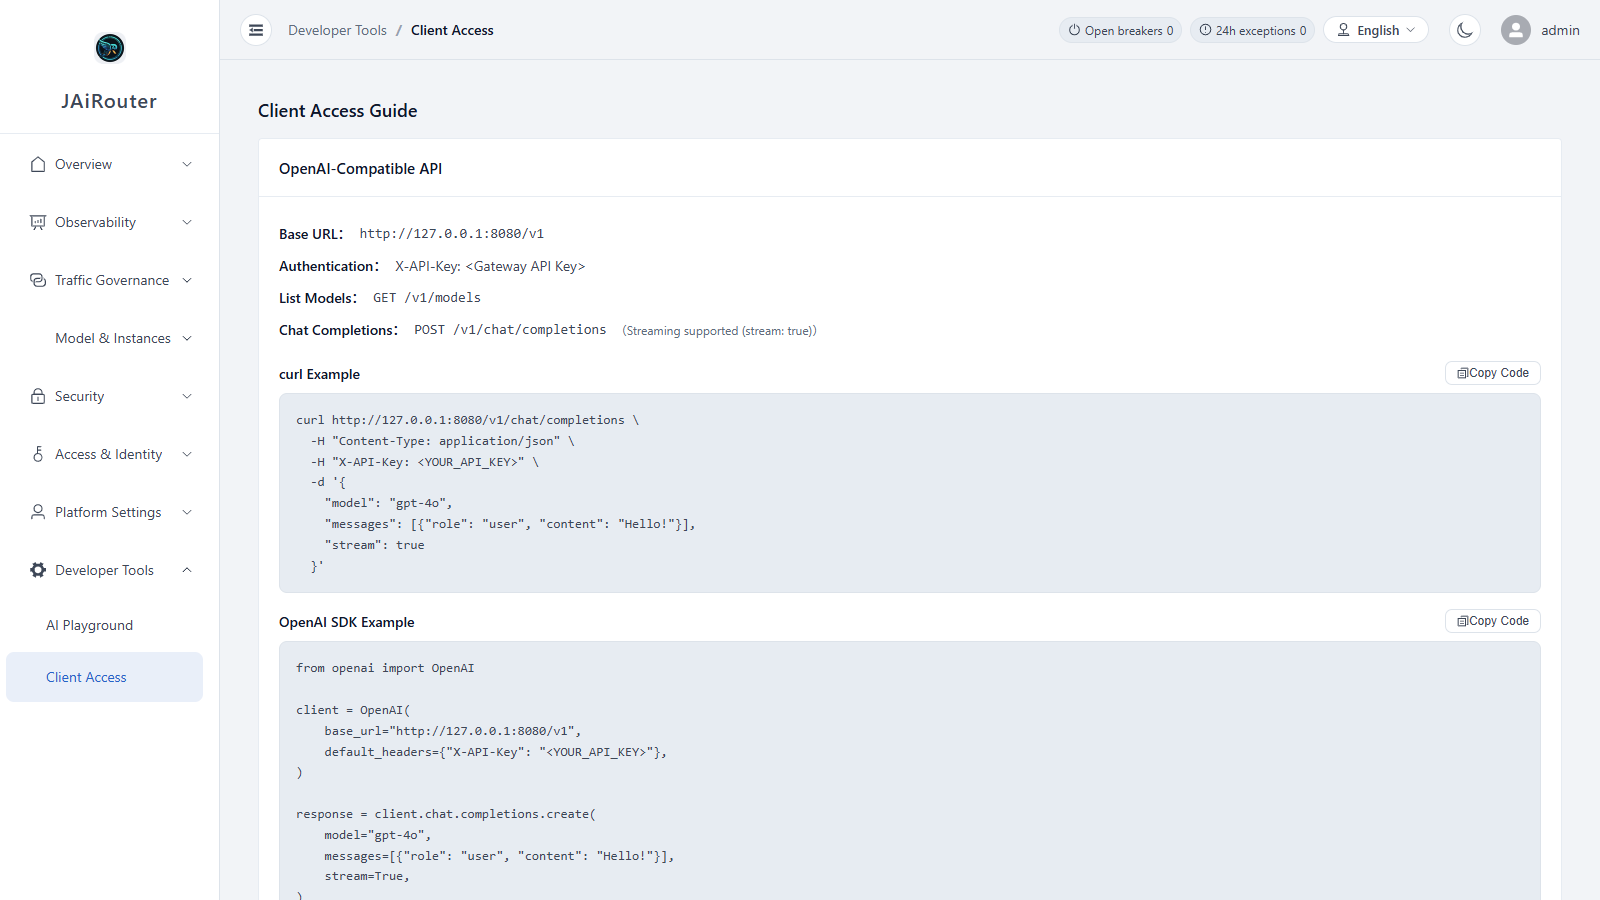 JAiRouter
Overview
Observability
Traffic Governance
Model & Instances
Security
Access & Identity
Platform Settings
Developer Tools
AI Playground
Client Access
Developer Tools / Client Access
Open breakers 0
24h exceptions 0
English
admin
Client Access Guide
OpenAI-Compatible API
Base URL： http://127.0.0.1:8080/v1
Authentication： X-API-Key: <Gateway API Key>
List Models： GET /v1/models
Chat Completions： POST /v1/chat/completions （Streaming supported (stream: true)）
curl Example
Copy Code
curl http://127.0.0.1:8080/v1/chat/completions \
  -H "Content-Type: application/json" \
  -H "X-API-Key: <YOUR_API_KEY>" \
  -d '{
    "model": "gpt-4o",
    "messages": [{"role": "user", "content": "Hello!"}],
    "stream": true
  }'
OpenAI SDK Example
Copy Code
from openai import OpenAI
client = OpenAI(
    base_url="http://127.0.0.1:8080/v1",
    default_headers={"X-API-Key": "<YOUR_API_KEY>"},
)
response = client.chat.completions.create(
    model="gpt-4o",
    messages=[{"role": "user", "content": "Hello!"}],
    stream=True,
)